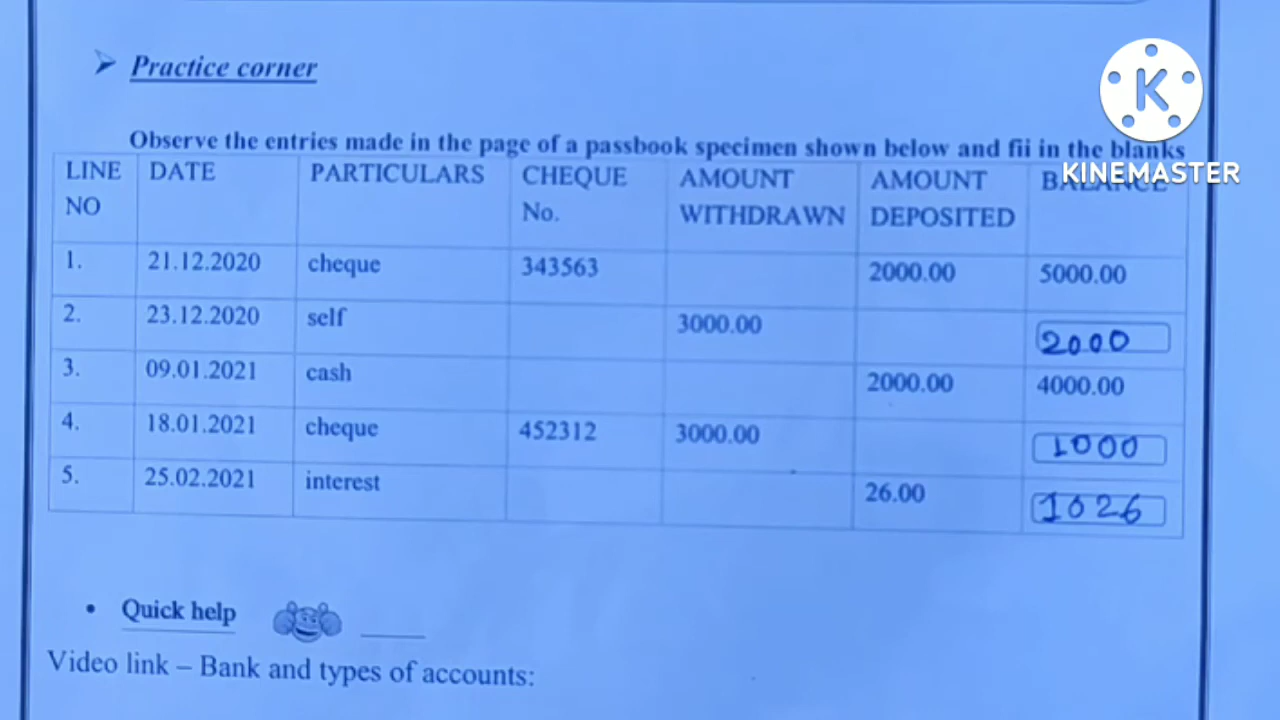 Practice corner
Observe the entries made in the page of a passbook specimen shown below and fii in the blanks
K
KINEMASTER
LINE NO DATE PARTICULARS CHEQUE No. AMOUNT WITHDRAWN AMOUNT DEPOSITED BALANCE
1. 21.12.2020 cheque 343563 2000.00 5000.00
2. 23.12.2020 self 3000.00 2000
3. 09.01.2021 cash 2000.00 4000.00
4. 18.01.2021 cheque 452312 3000.00 1000
5. 25.02.2021 interest 26.00 1026
• Quick help
Video link – Bank and types of accounts: